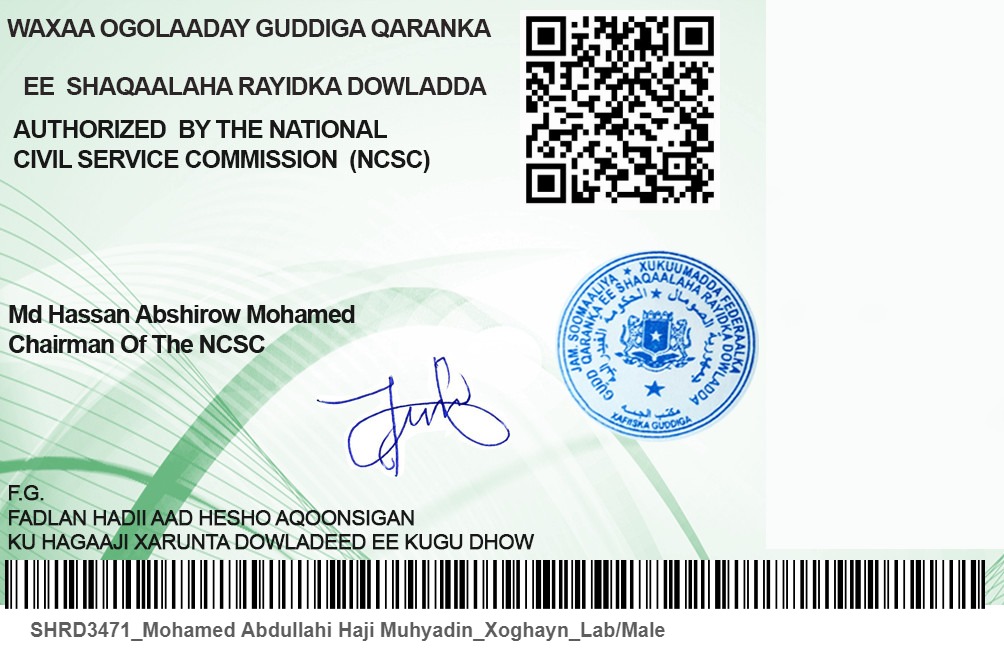 WAXAA OGOLAADAY GUDDIGA QARANKA
EE SHAQAALAHA RAYIDKA DOWLADDA
AUTHORIZED BY THE NATIONAL
CIVIL SERVICE COMMISSION (NCSC)
JAM. SOOMAALIYA ★ XUKUUMADDA FEDERAALKA
GUDD QARANKA EE SHAQAALAHA RAYIDKA DOWLADDA
XAFIISKA GUDDIGA
Md Hassan Abshirow Mohamed
Chairman Of The NCSC
F.G.
FADLAN HADII AAD HESHO AQOONSIGAN
KU HAGAAJI XARUNTA DOWLADEED EE KUGU DHOW
SHRD3471_Mohamed Abdullahi Haji Muhyadin_Xoghayn_Lab/Male